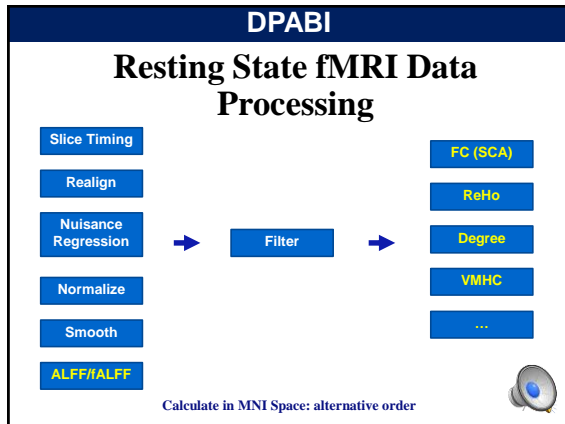 DPABI
Resting State fMRI Data
Processing
Slice Timing
Realign
Nuisance
Regression
Normalize
Smooth
ALFF/fALFF
Filter
FC (SCA)
ReHo
Degree
VMHC
…
Calculate in MNI Space: alternative order